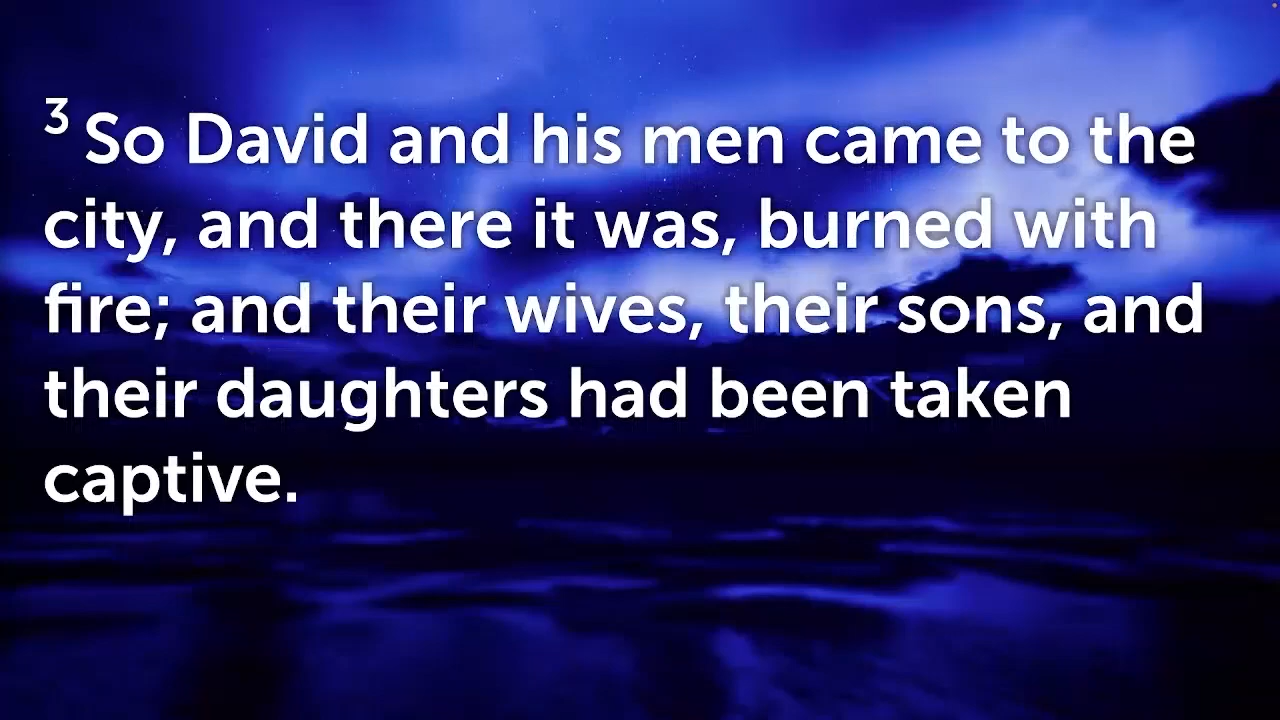 3 So David and his men came to the
city, and there it was, burned with
fire; and their wives, their sons, and
their daughters had been taken
captive.